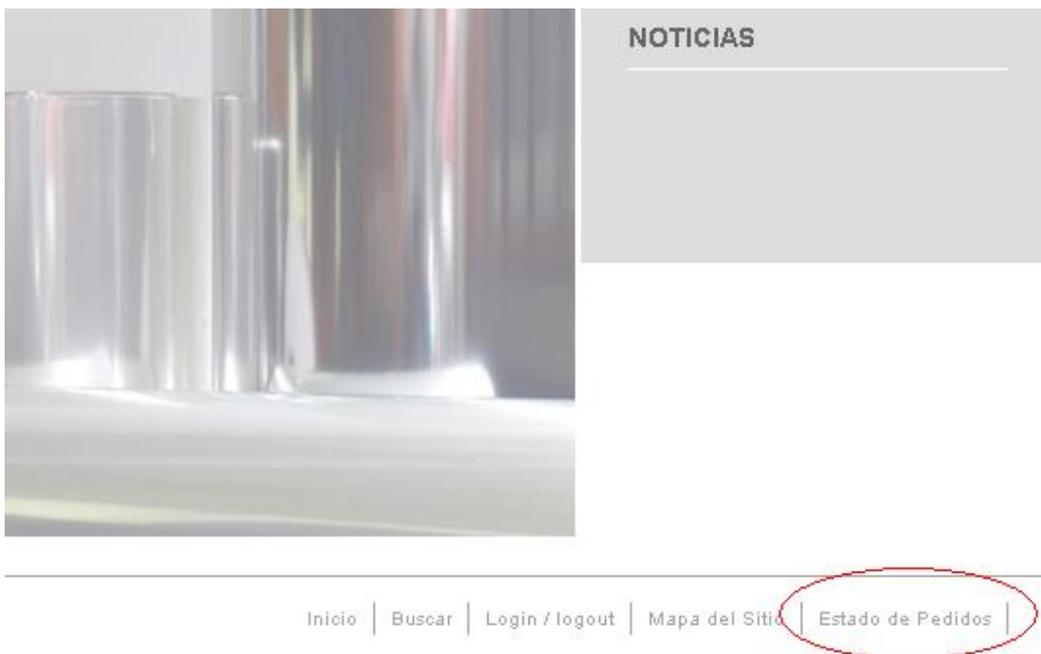 NOTICIAS
Inicio | Buscar | Login / logout | Mapa del Sitio | Estado de Pedidos |